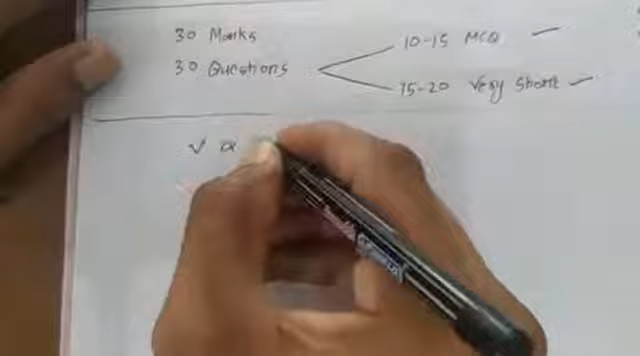 30 Marks
30 Questions
10-15 MCQ —
15-20 Very Short —
✓ a